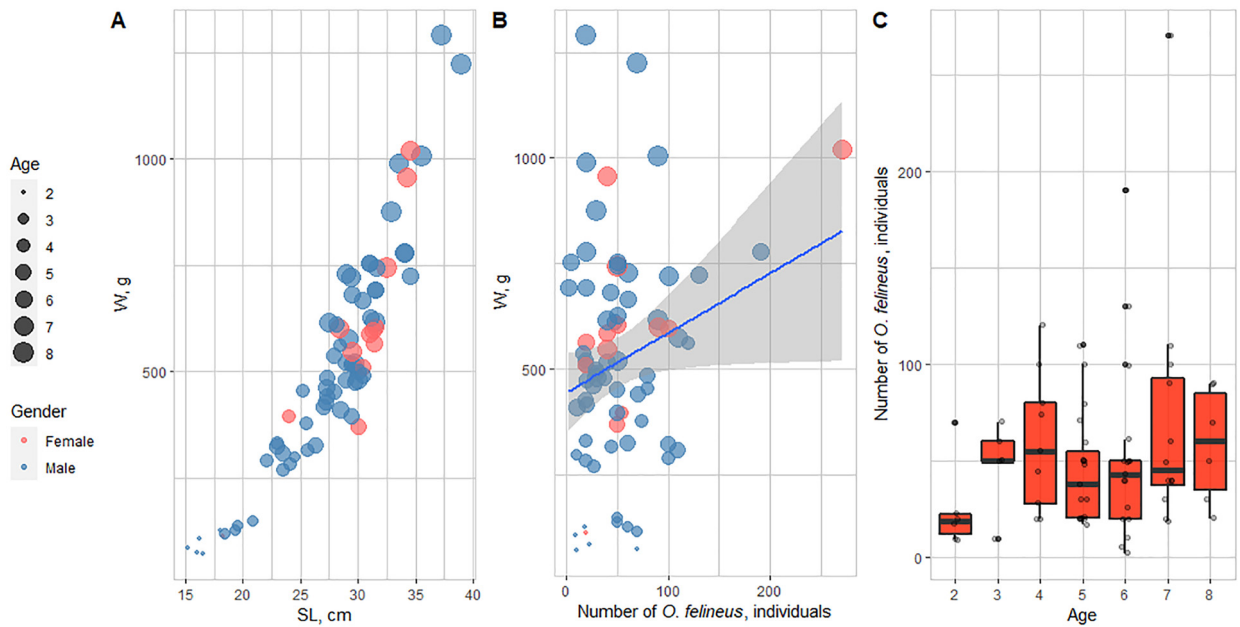 A
B
C
Age
2
3
4
5
6
7
8
Gender
Female
Male
W, g
1000
500
15 20 25 30 35 40
SL, cm
W, g
1000
500
0 100 200
Number of O. felineus, individuals
Number of O. felineus, individuals
200
100
0
2 3 4 5 6 7 8
Age